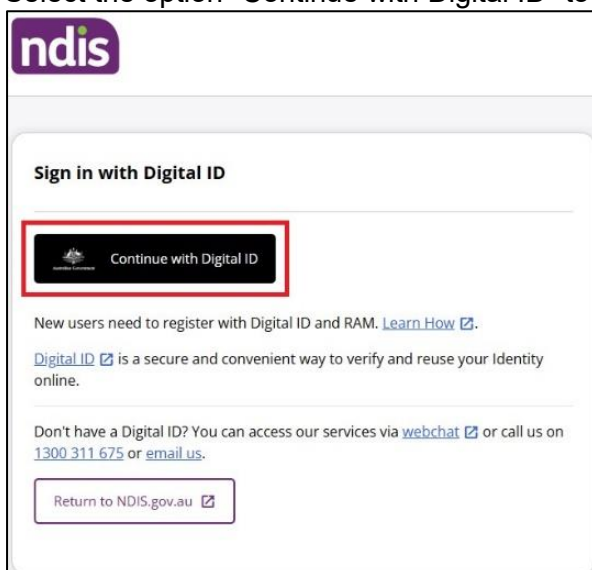 Select the option "Continue with Digital ID" to
ndis
Sign in with Digital ID
Continue with Digital ID
New users need to register with Digital ID and RAM. Learn How.
Digital ID is a secure and convenient way to verify and reuse your Identity
online.
Don't have a Digital ID? You can access our services via webchat or call us on
1300 311 675 or email us.
Return to NDIS.gov.au